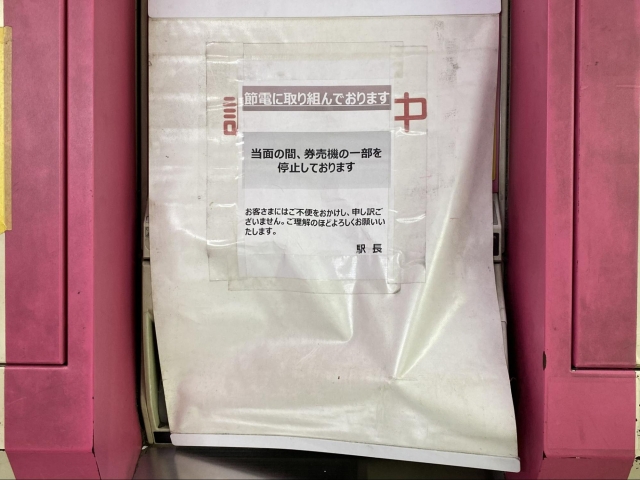 節電に取り組んでおります
中
当面の間、券売機の一部を
停止しております
お客さまにはご不便をおかけし、申し訳ご
ざいません。ご理解のほどよろしくお願いい
たします。
駅 長